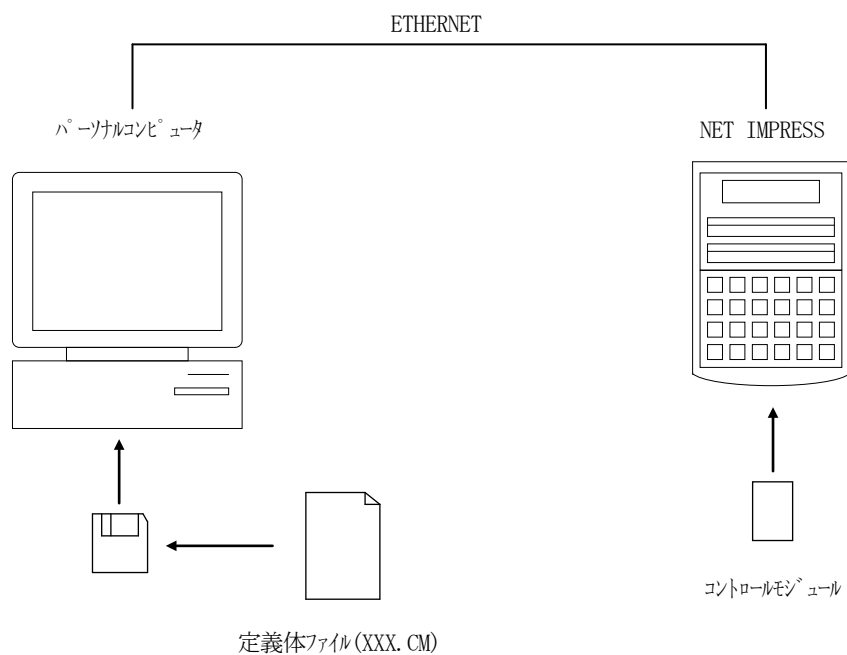 ETHERNET
ﾊﾟｰｿﾅﾙｺﾝﾋﾟｭｰﾀ
NET IMPRESS
ｺﾝﾄﾛｰﾙﾓｼﾞｭｰﾙ
定義体ﾌｧｲﾙ(XXX.CM)